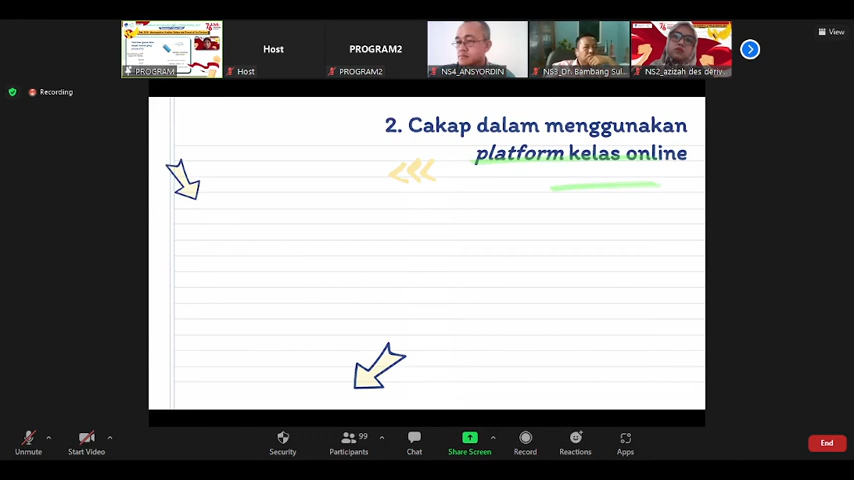 Host
PROGRAM2
View
PROGRAM
Host
PROGRAM2
NS4_ANSYORDIN
NS3_Dr. Bambang Sul...
NS2_azizah des deriv...
Recording
2. Cakap dalam menggunakan
platform kelas online
Unmute
Start Video
Security
Participants
99
Chat
Share Screen
Record
Reactions
Apps
End